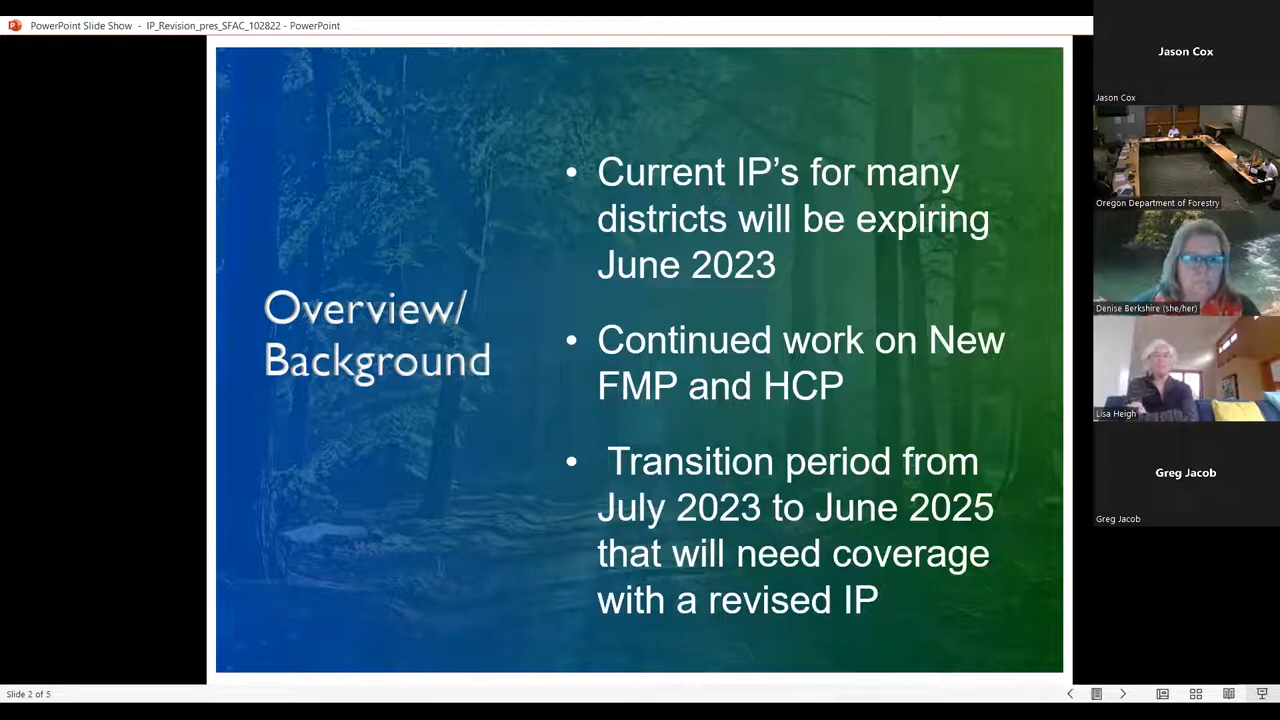 PowerPoint Slide Show - IP_Revision_pres_SFAC_102822 - PowerPoint
Overview/
Background
• Current IP’s for many
districts will be expiring
June 2023
• Continued work on New
FMP and HCP
• Transition period from
July 2023 to June 2025
that will need coverage
with a revised IP
Jason Cox
Jason Cox
Oregon Department of Forestry
Denise Berkshire (she/her)
Lisa Heigh
Greg Jacob
Greg Jacob
Slide 2 of 5